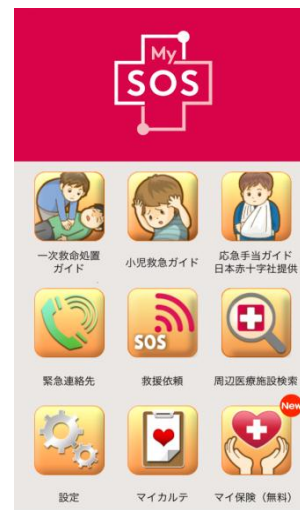 My
SOS
一次救命処置
ガイド
小児救急ガイド
応急手当ガイド
日本赤十字社提供
SOS
緊急連絡先
救援依頼
周辺医療施設検索
New
設定
マイカルテ
マイ保険（無料）